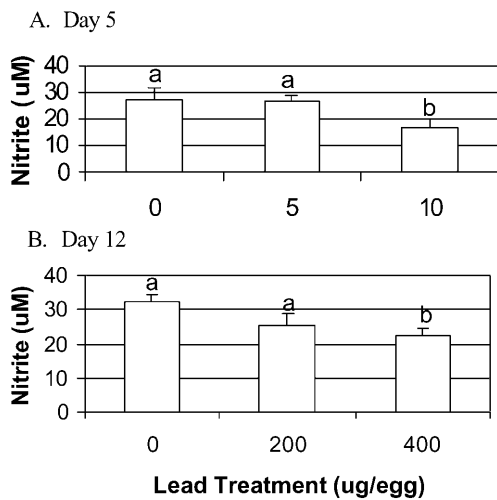 A. Day 5
Nitrite ( uM)
40
30
20
10
0
a
a
b
0 5 10
B. Day 12
Nitrite (uM)
40
30
20
10
0
a
a
b
0 200 400
Lead Treatment (ug/egg)